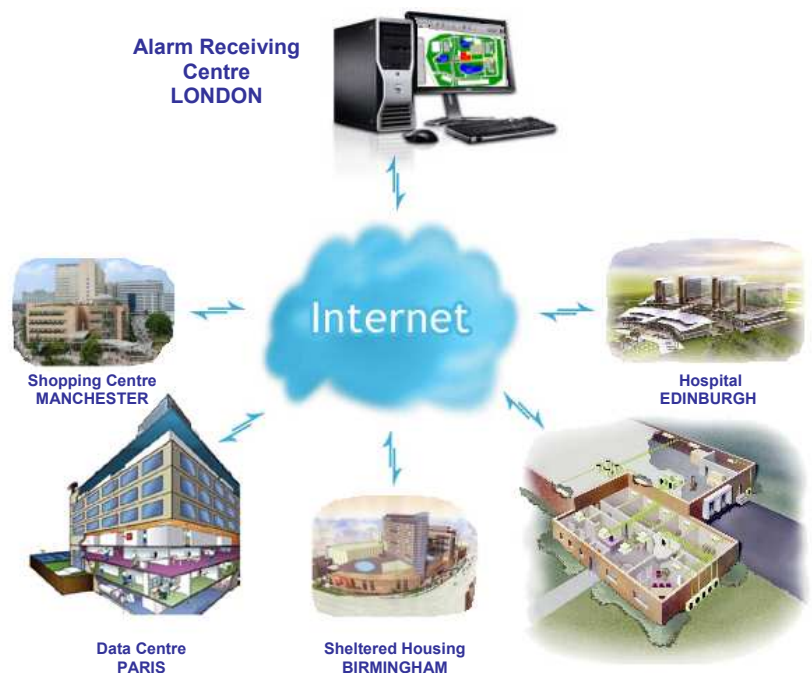 Alarm Receiving
Centre
LONDON
Internet
Shopping Centre
MANCHESTER
Hospital
EDINBURGH
Data Centre
PARIS
Sheltered Housing
BIRMINGHAM